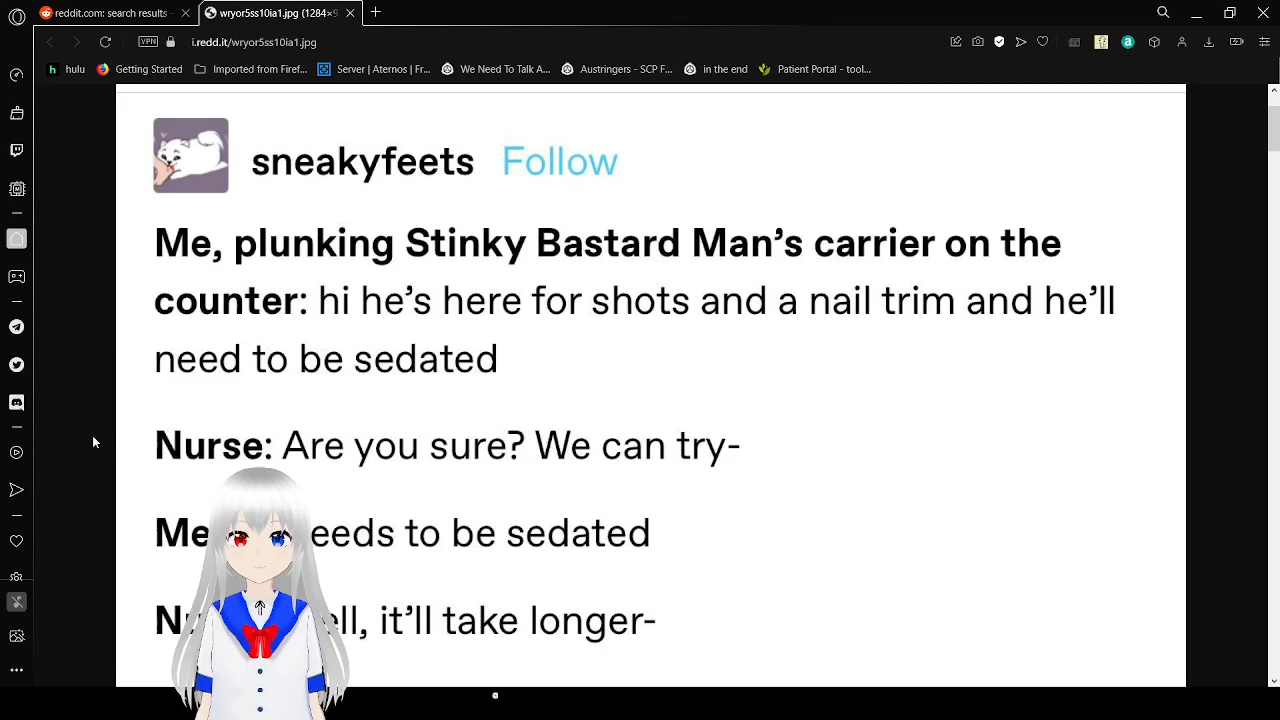 reddit.com: search results -
wryor5ss10ia1.jpg (1284×9
VPN
i.redd.it/wryor5ss10ia1.jpg
h hulu
Getting Started
Imported from Firef...
Server | Aternos | Fr...
We Need To Talk A...
Austringers - SCP F...
in the end
Patient Portal - tool...
sneakyfeets Follow
Me, plunking Stinky Bastard Man’s carrier on the
counter: hi he’s here for shots and a nail trim and he’ll
need to be sedated
Nurse: Are you sure? We can try-
Me eeds to be sedated
N ell, it’ll take longer-